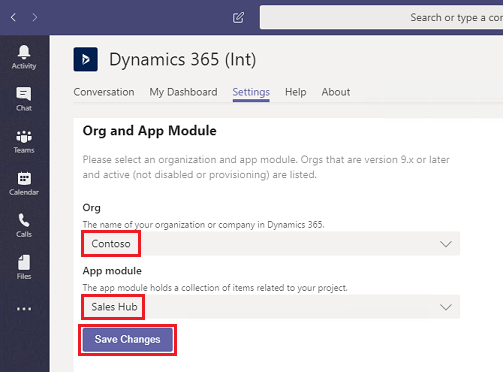 Search or type a co
Dynamics 365 (Int)
Conversation My Dashboard Settings Help About
Activity
Chat
Teams
Calendar
Calls
Files
Org and App Module
Please select an organization and app module. Orgs that are version 9.x or later
and active (not disabled or provisioning) are listed.
Org
The name of your organization or company in Dynamics 365.
Contoso
App module
The app module holds a collection of items related to your project.
Sales Hub
Save Changes